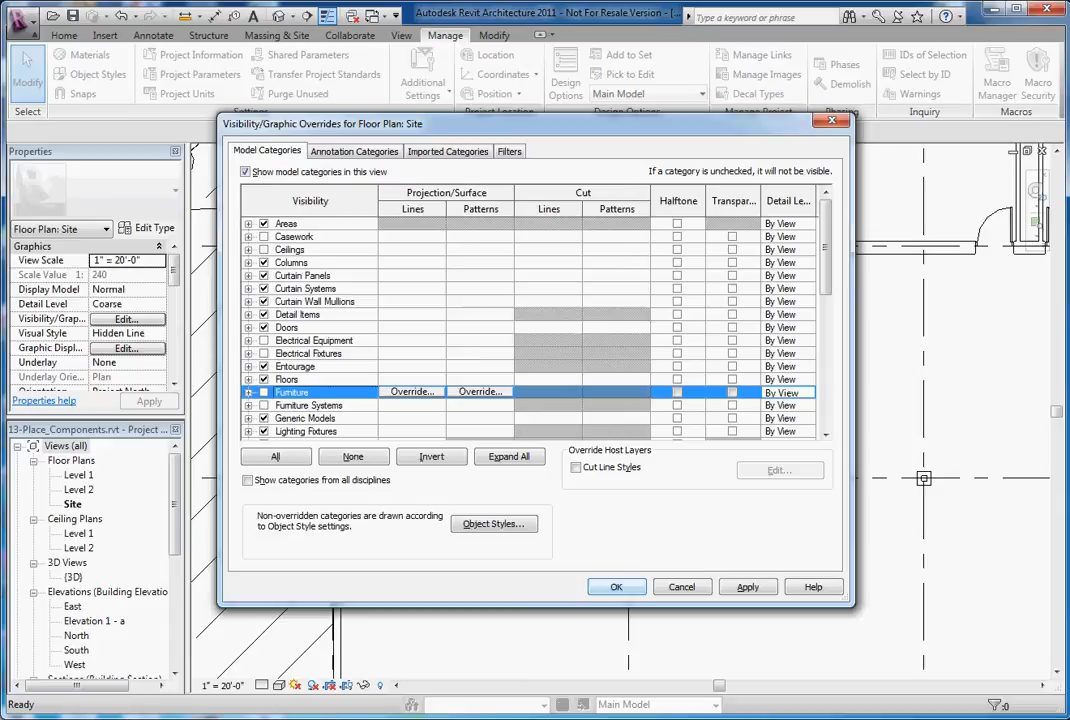 Autodesk Revit Architecture 2011 - Not For Resale Version - [...
Type a keyword or phrase
Home Insert Annotate Structure Massing & Site Collaborate View Manage Modify
Modify
Materials
Object Styles
Snaps
Project Information
Project Parameters
Project Units
Shared Parameters
Transfer Project Standards
Purge Unused
Additional
Settings
Location
Coordinates
Position
Design
Options
Add to Set
Pick to Edit
Main Model
Manage Links
Manage Images
Decal Types
Phases
Demolish
IDs of Selection
Select by ID
Warnings
Macro
Manager
Macro
Security
Select Settings Project Location Design Options Manage Project Phasing Inquiry Macros
Properties
Floor Plan: Site
Edit Type
Graphics
View Scale 1" = 20'-0"
Scale Value 1: 240
Display Model Normal
Detail Level Coarse
Visibility/Grap... Edit...
Visual Style Hidden Line
Graphic Displ... Edit...
Underlay None
Underlay Orie... Plan
Orientation Project North
Properties help
Apply
13-Place_Components.rvt - Project ...
Views (all)
Floor Plans
Level 1
Level 2
Site
Ceiling Plans
Level 1
Level 2
3D Views
{3D}
Elevations (Building Elevatio
East
Elevation 1 - a
North
South
West
Sections (Building Section)
Visibility/Graphic Overrides for Floor Plan: Site
Model Categories Annotation Categories Imported Categories Filters
Show model categories in this view
If a category is unchecked, it will not be visible.
Visibility Projection/Surface Cut Halftone Transpar... Detail Le...
Lines Patterns Lines Patterns
Areas By View
Casework By View
Ceilings By View
Columns By View
Curtain Panels By View
Curtain Systems By View
Curtain Wall Mullions By View
Detail Items By View
Doors By View
Electrical Equipment By View
Electrical Fixtures By View
Entourage By View
Floors By View
Furniture Override... Override... By View
Furniture Systems By View
Generic Models By View
Lighting Fixtures By View
All None Invert Expand All
Show categories from all disciplines
Override Host Layers
Cut Line Styles
Edit...
Non-overridden categories are drawn according
to Object Style settings.
Object Styles...
OK Cancel Apply Help
1" = 20'-0"
Ready
Main Model
:0